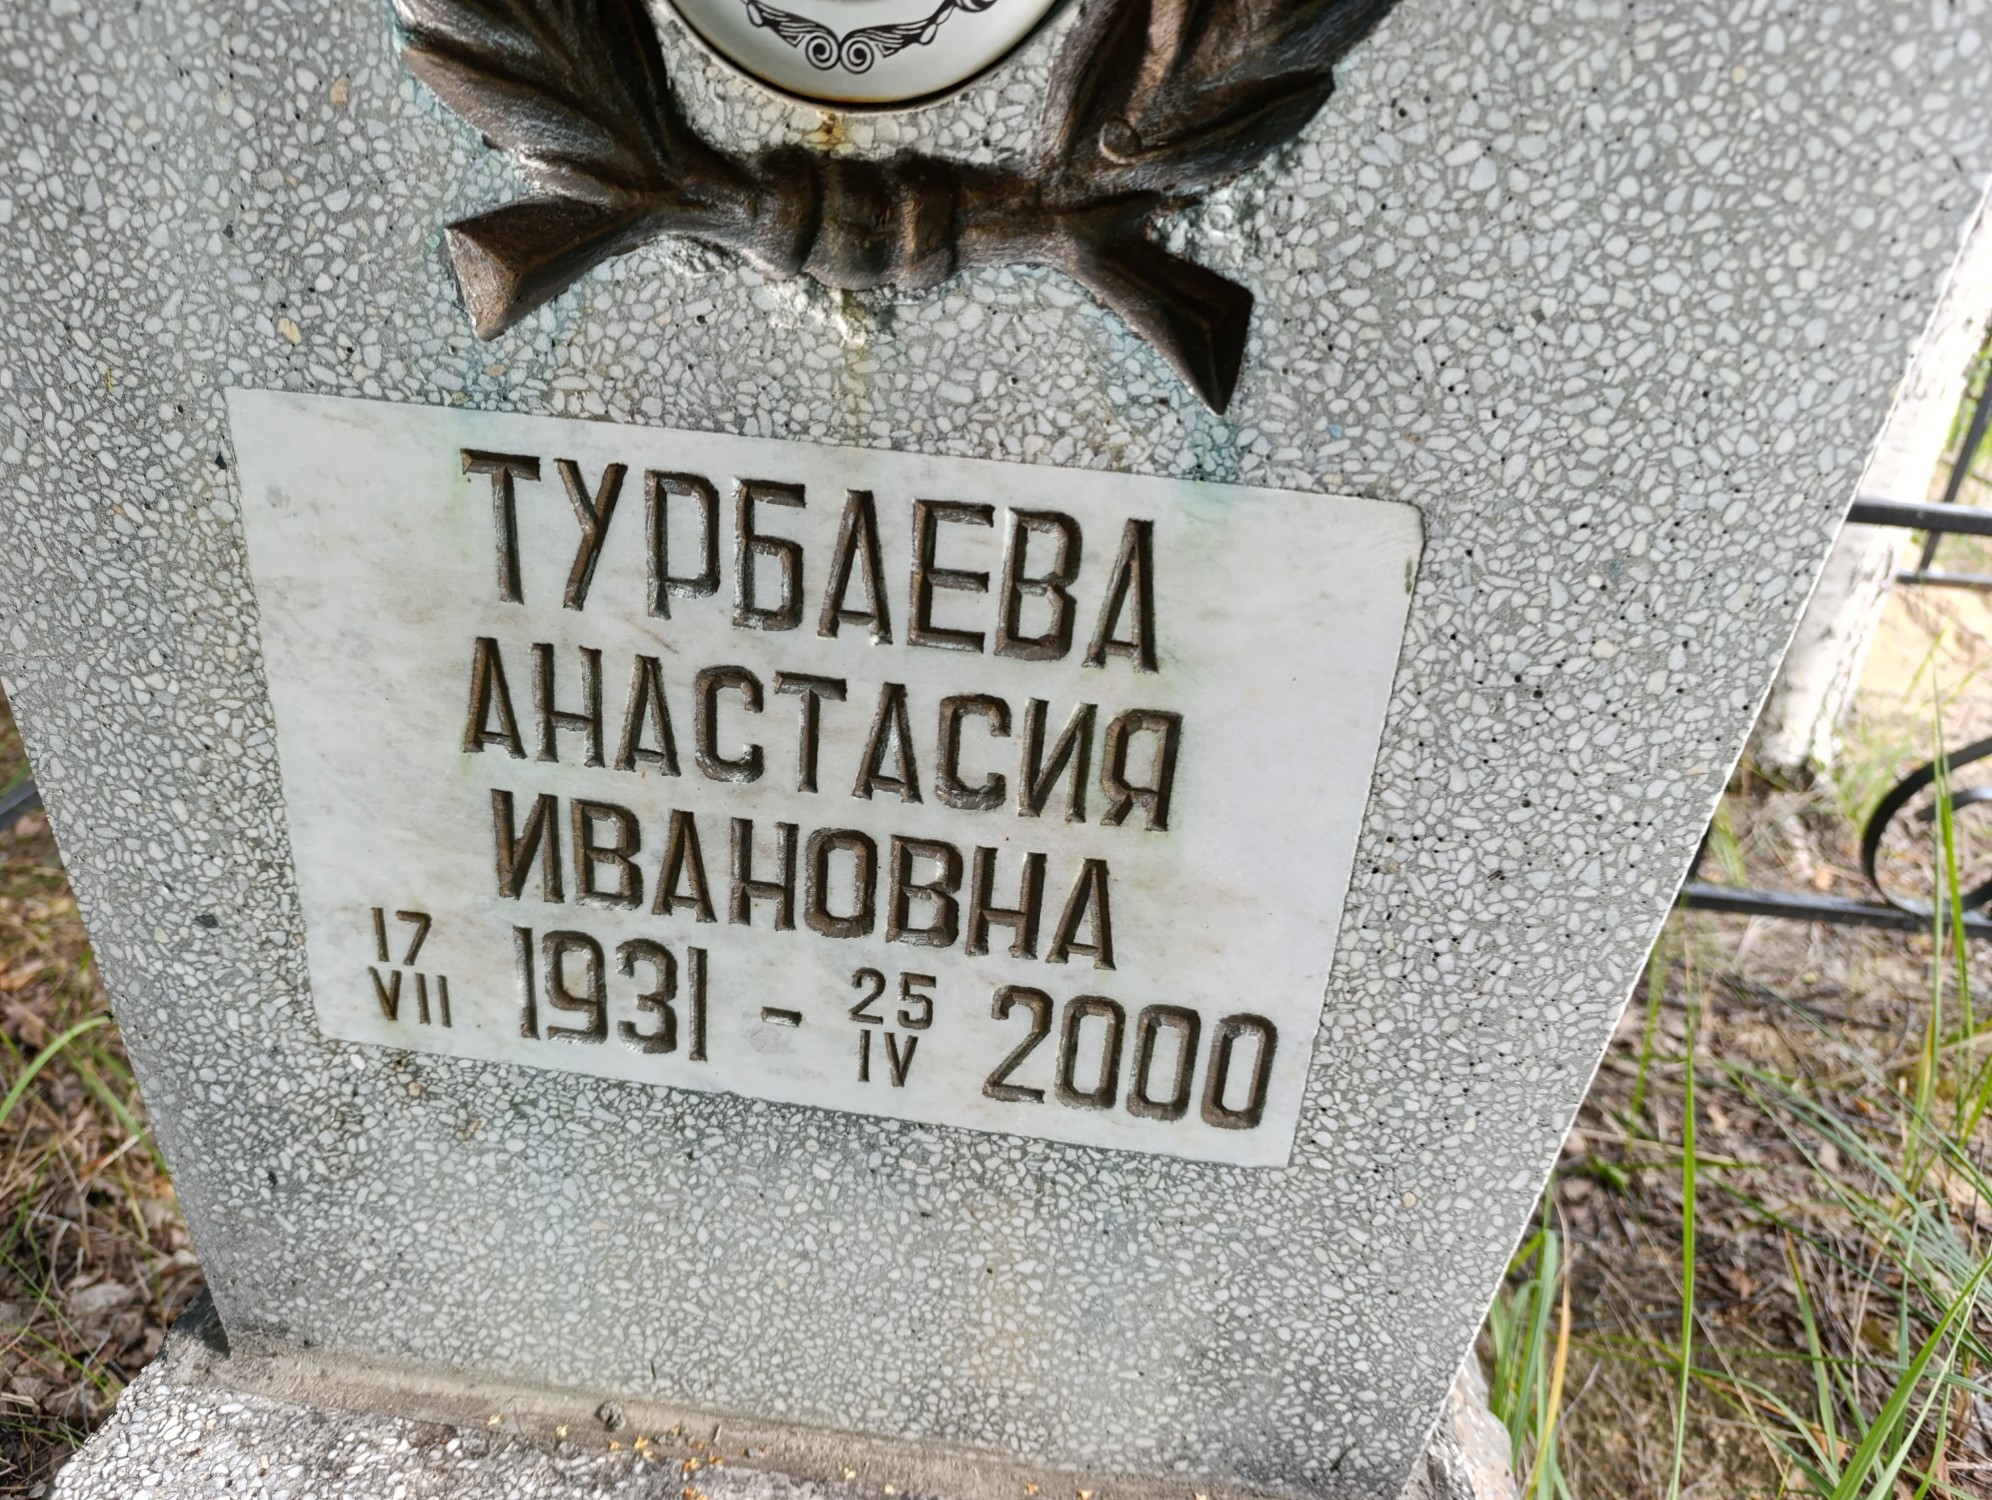 ТУРБАЕВА
АНАСТАСИЯ
ИВАНОВНА
17 VII 1931 - 25 IV 2000